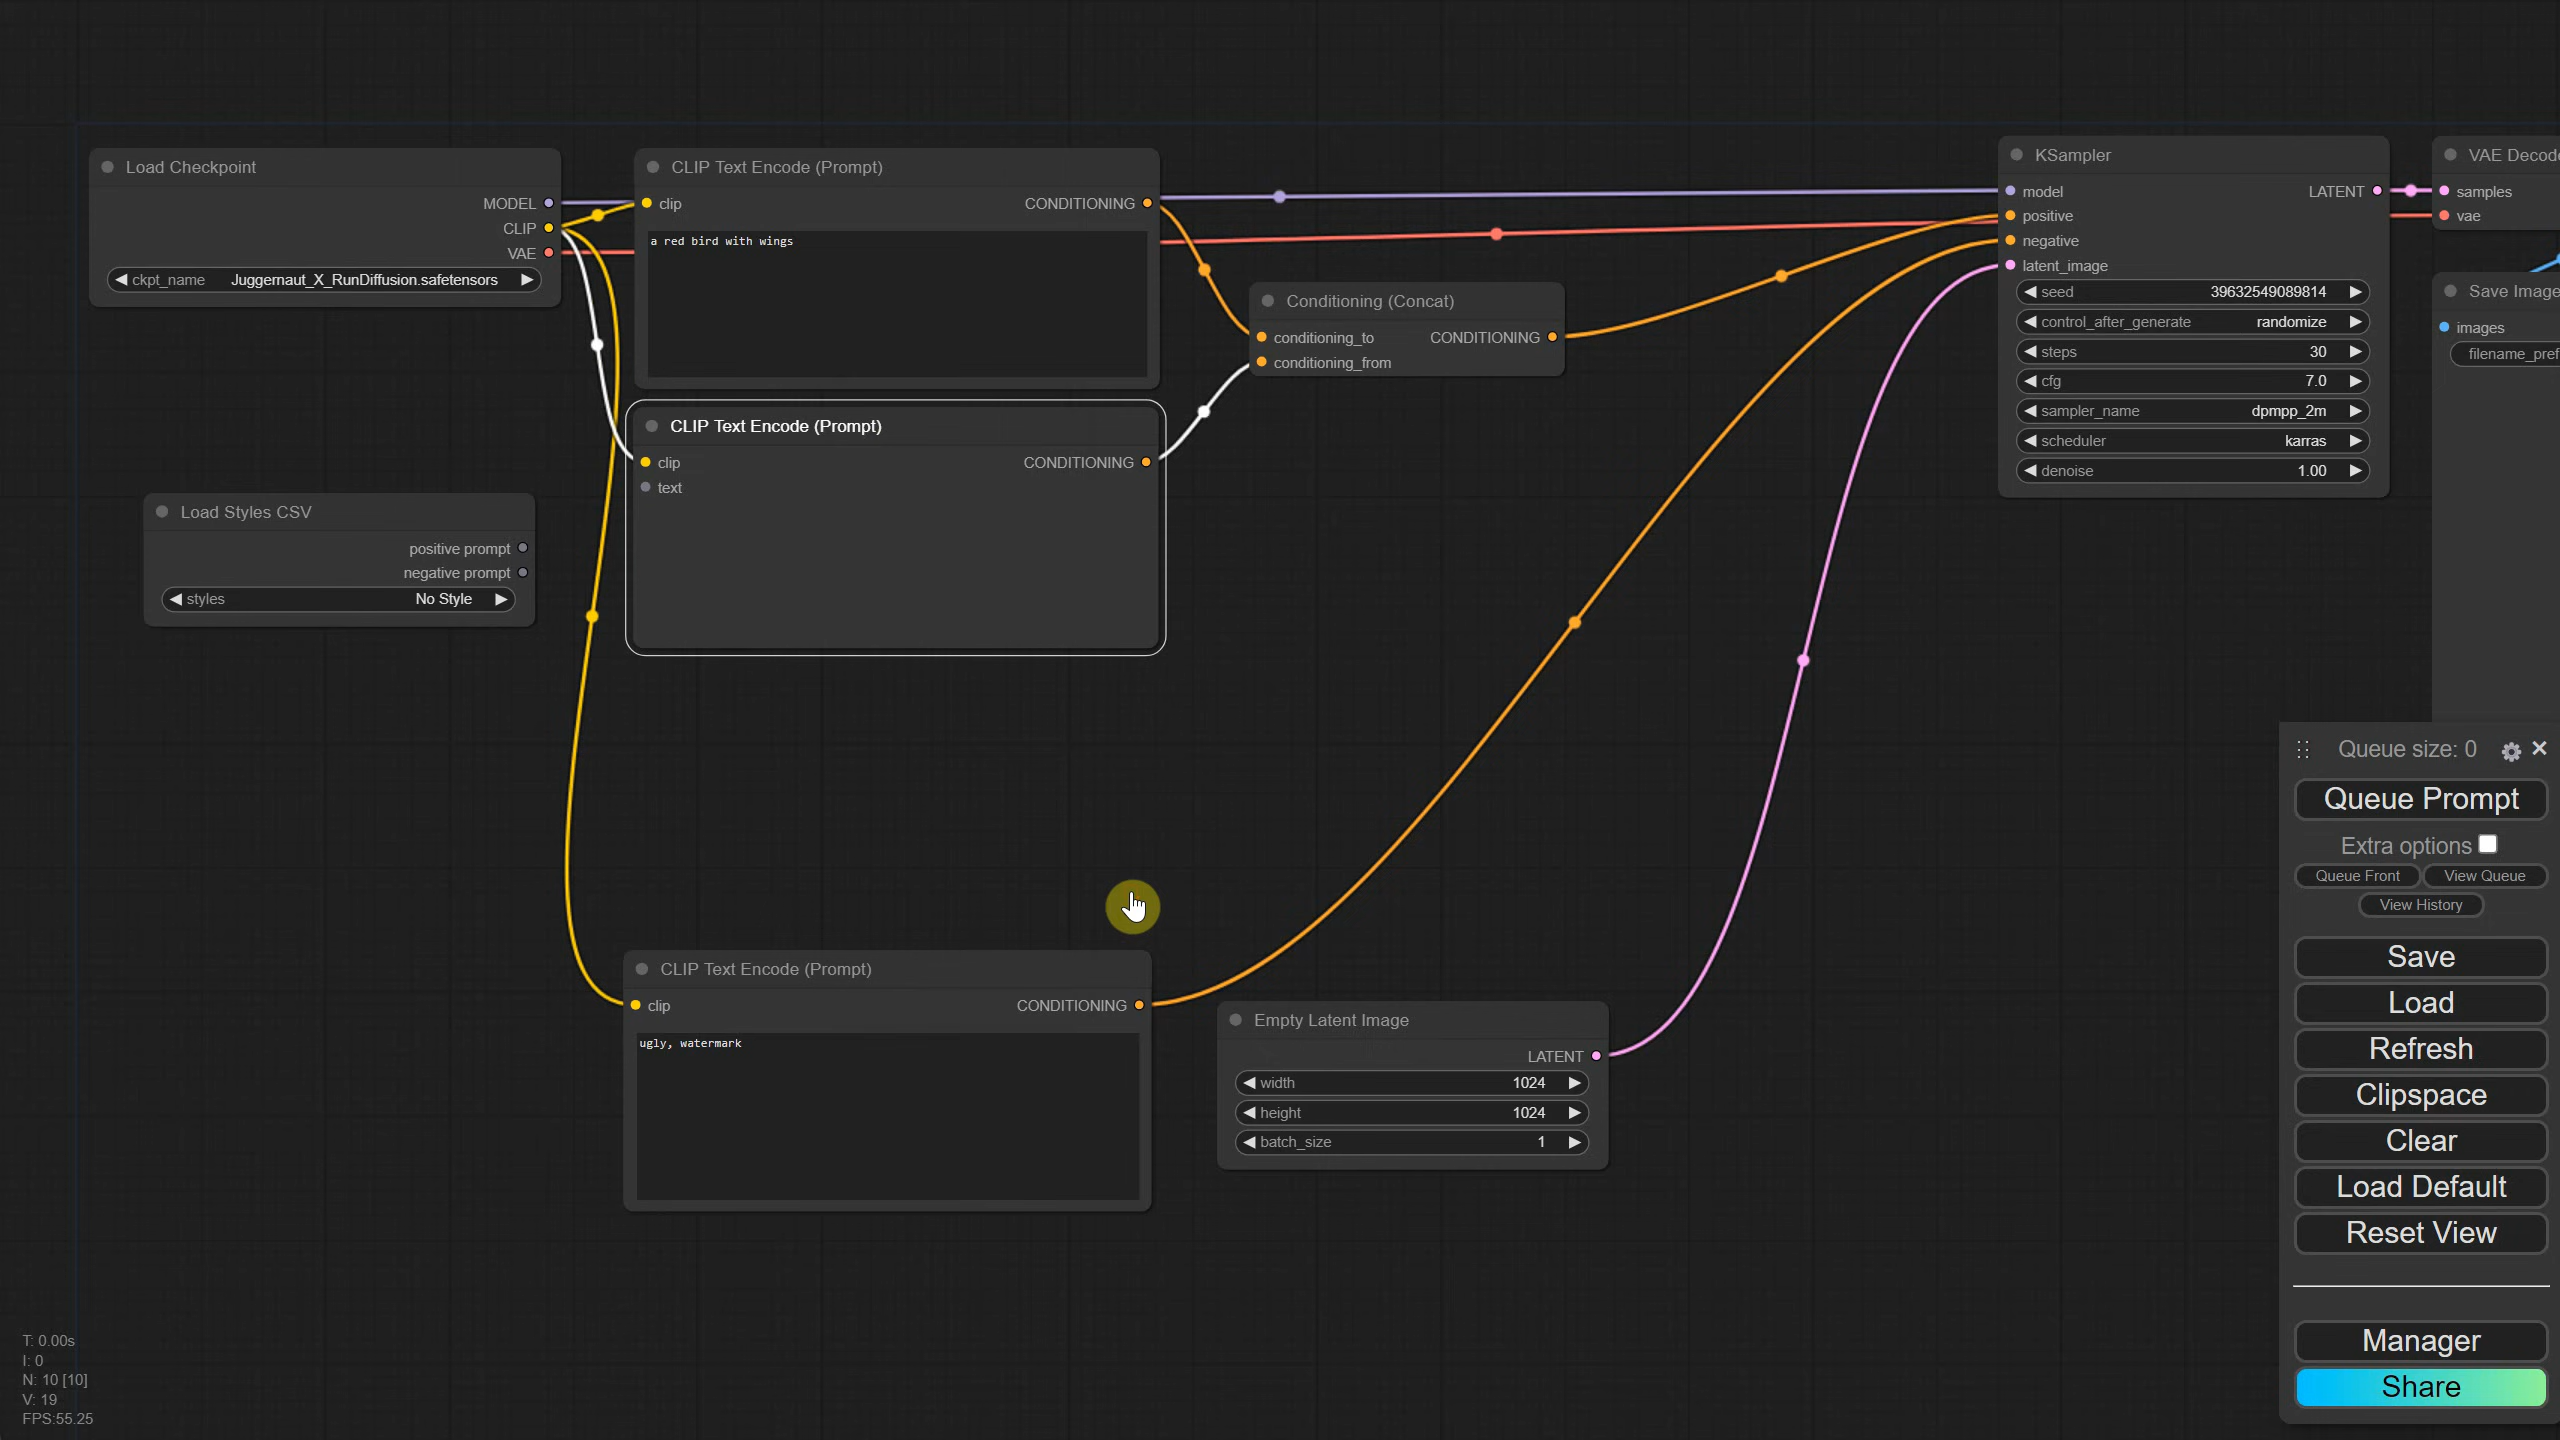 Load Checkpoint
MODEL
CLIP
VAE
ckpt_name Juggernaut_X_RunDiffusion.safetensors
CLIP Text Encode (Prompt)
clip CONDITIONING
a red bird with wings
Conditioning (Concat)
conditioning_to CONDITIONING
conditioning_from
CLIP Text Encode (Prompt)
clip CONDITIONING
text
Load Styles CSV
positive prompt
negative prompt
styles No Style
CLIP Text Encode (Prompt)
clip CONDITIONING
ugly, watermark
Empty Latent Image
LATENT
width 1024
height 1024
batch_size 1
KSampler
model LATENT
positive
negative
latent_image
seed 39632549089814
control_after_generate randomize
steps 30
cfg 7.0
sampler_name dpmpp_2m
scheduler karras
denoise 1.00
VAE Decode
samples
vae
Save Image
images
filename_pref
Queue size: 0
Queue Prompt
Extra options
Queue Front View Queue
View History
Save
Load
Refresh
Clipspace
Clear
Load Default
Reset View
Manager
Share
T: 0.00s
I: 0
N: 10 [10]
V: 19
FPS:55.25